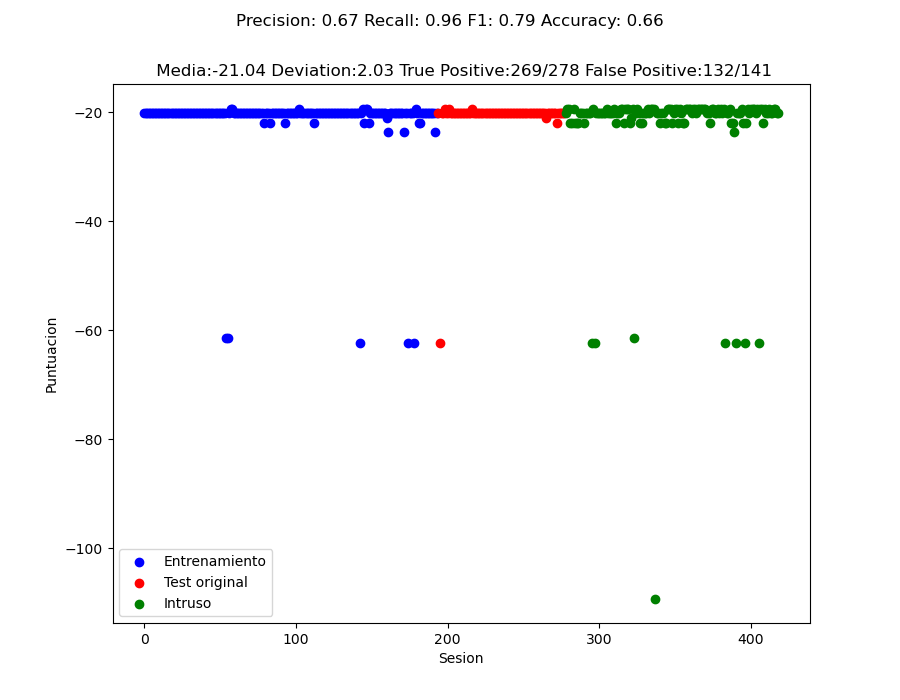 Precision: 0.67 Recall: 0.96 F1: 0.79 Accuracy: 0.66
Media:-21.04 Deviation:2.03 True Positive:269/278 False Positive:132/141
−20
−40
−60
−80
−100
Puntuacion
Entrenamiento
Test original
Intruso
0
100
200
300
400
Sesion